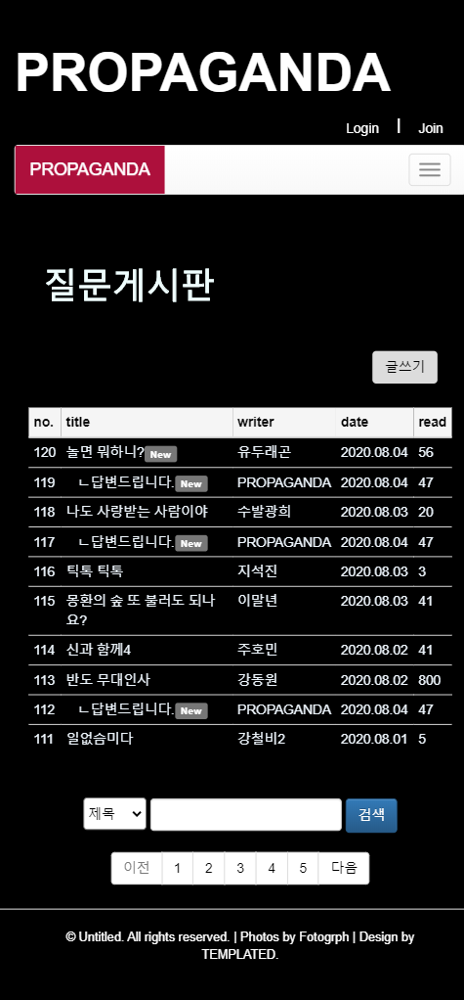 PROPAGANDA
Login | Join
PROPAGANDA
질문게시판
글쓰기
no. title writer date read
120 놀면 뭐하니? New 유두래곤 2020.08.04 56
119 ㄴ답변드립니다. New PROPAGANDA 2020.08.04 47
118 나도 사랑받는 사람이야 수발광희 2020.08.03 20
117 ㄴ답변드립니다. New PROPAGANDA 2020.08.04 47
116 틱톡 틱톡 지석진 2020.08.03 3
115 몽환의 숲 또 불러도 되나 이말년 2020.08.03 41
요?
114 신과 함께4 주호민 2020.08.02 41
113 반도 무대인사 강동원 2020.08.02 800
112 ㄴ답변드립니다. New PROPAGANDA 2020.08.04 47
111 일없슴미다 강철비2 2020.08.01 5
제목 검색
이전 1 2 3 4 5 다음
© Untitled. All rights reserved. | Photos by Fotogrph | Design by
TEMPLATED.